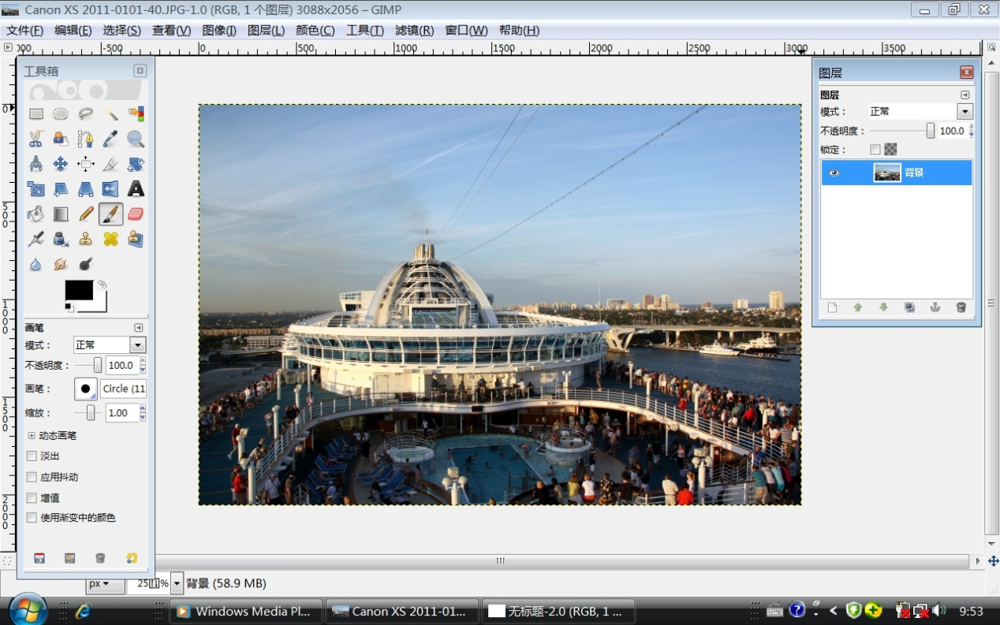 Canon XS 2011-0101-40.JPG-1.0 (RGB, 1 个图层) 3088x2056 – GIMP
文件(F) 编辑(E) 选择(S) 查看(V) 图像(I) 图层(L) 颜色(C) 工具(T) 滤镜(R) 窗口(W) 帮助(H)
000 -500 0 500 1000 1500 2000 2500 3000 3500
0
500
1000
1500
2000
工具箱
画笔
模式： 正常
不透明度： 100.0
画笔： Circle (11
缩放： 1.00
动态画笔
淡出
应用抖动
增值
使用渐变中的颜色
图层
图层
模式： 正常
不透明度： 100.0
锁定：
背景
px 25 % 背景 (58.9 MB)
Windows Media Pl... Canon XS 2011-01... 无标题-2.0 (RGB, 1 ... 9:53